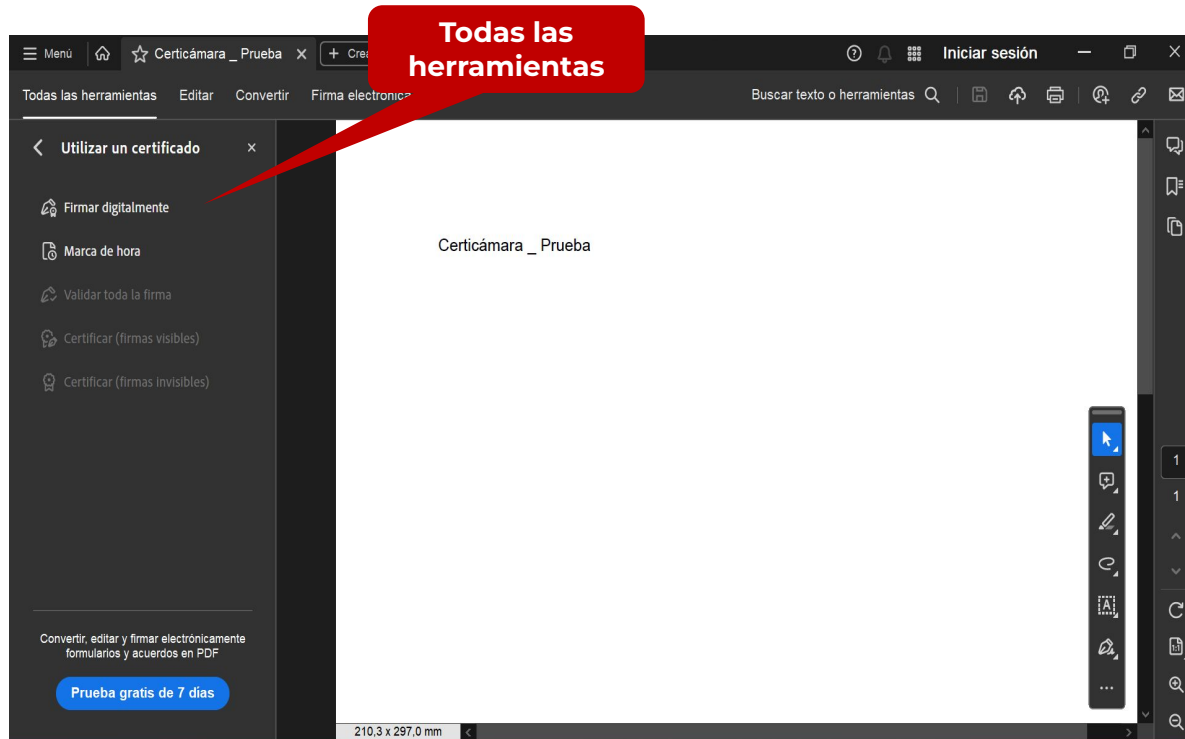 Todas las
herramientas
Menú
Certicámara _ Prueba
Iniciar sesión
Todas las herramientas Editar Convertir Firma electrónica
Buscar texto o herramientas
Utilizar un certificado
Firmar digitalmente
Marca de hora
Validar toda la firma
Certificar (firmas visibles)
Certificar (firmas invisibles)
Certicámara _ Prueba
1
1
Convertir, editar y firmar electrónicamente
formularios y acuerdos en PDF
Prueba gratis de 7 días
210,3 x 297,0 mm